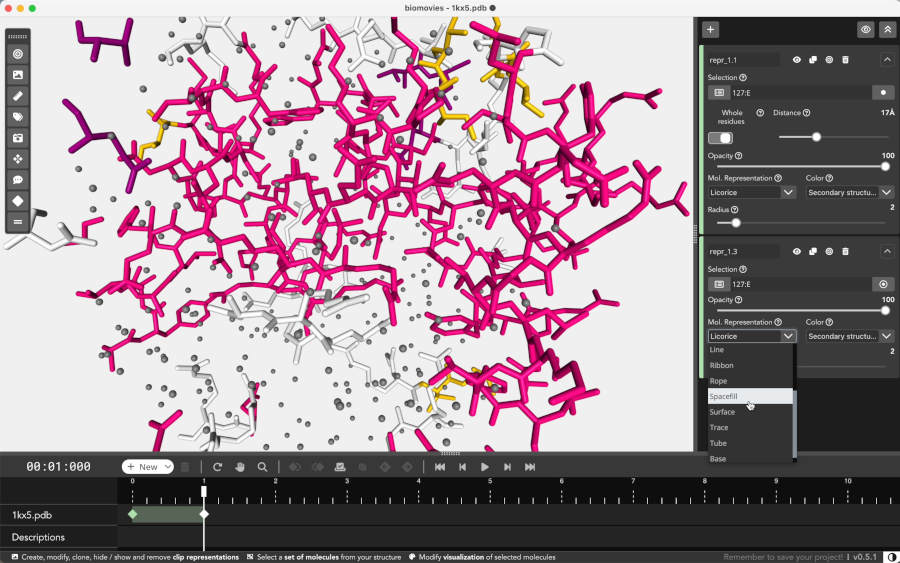 biomovies - 1kx5.pdb
repr_1.1
Selection
127:E
Whole residues
Distance
17Å
Opacity
100
Mol. Representation
Color
Licorice
Secondary structu...
Radius
2
repr_1.3
Selection
127:E
Opacity
100
Mol. Representation
Color
Licorice
Secondary structu...
2
Line
Ribbon
Rope
Spacefill
Surface
Trace
Tube
Base
00:01:000
+ New
0 1 2 3 4 5 6 7 8 9 10
1kx5.pdb
Descriptions
Create, modify, clone, hide / show and remove clip representations
Select a set of molecules from your structure
Modify visualization of selected molecules
Remember to save your project!
v0.5.1